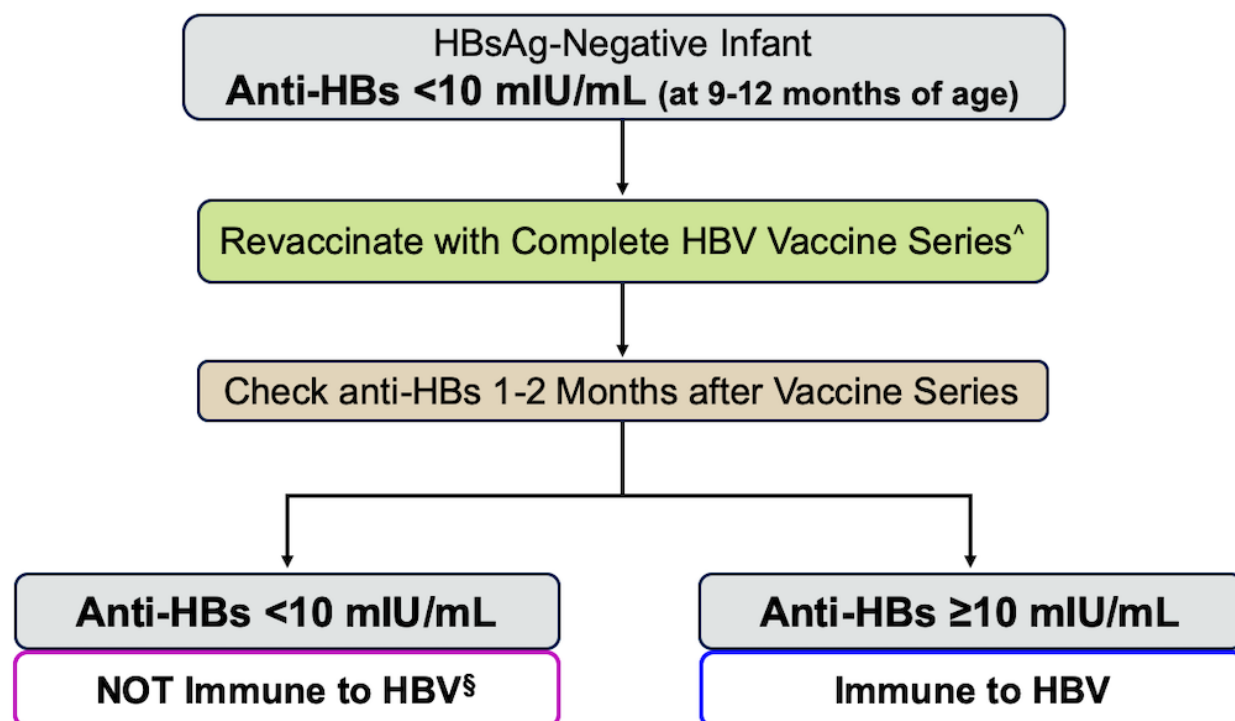 HBsAg-Negative Infant
Anti-HBs <10 mIU/mL (at 9-12 months of age)
Revaccinate with Complete HBV Vaccine Series^
Check anti-HBs 1-2 Months after Vaccine Series
Anti-HBs <10 mIU/mL
NOT Immune to HBV§
Anti-HBs ≥10 mIU/mL
Immune to HBV